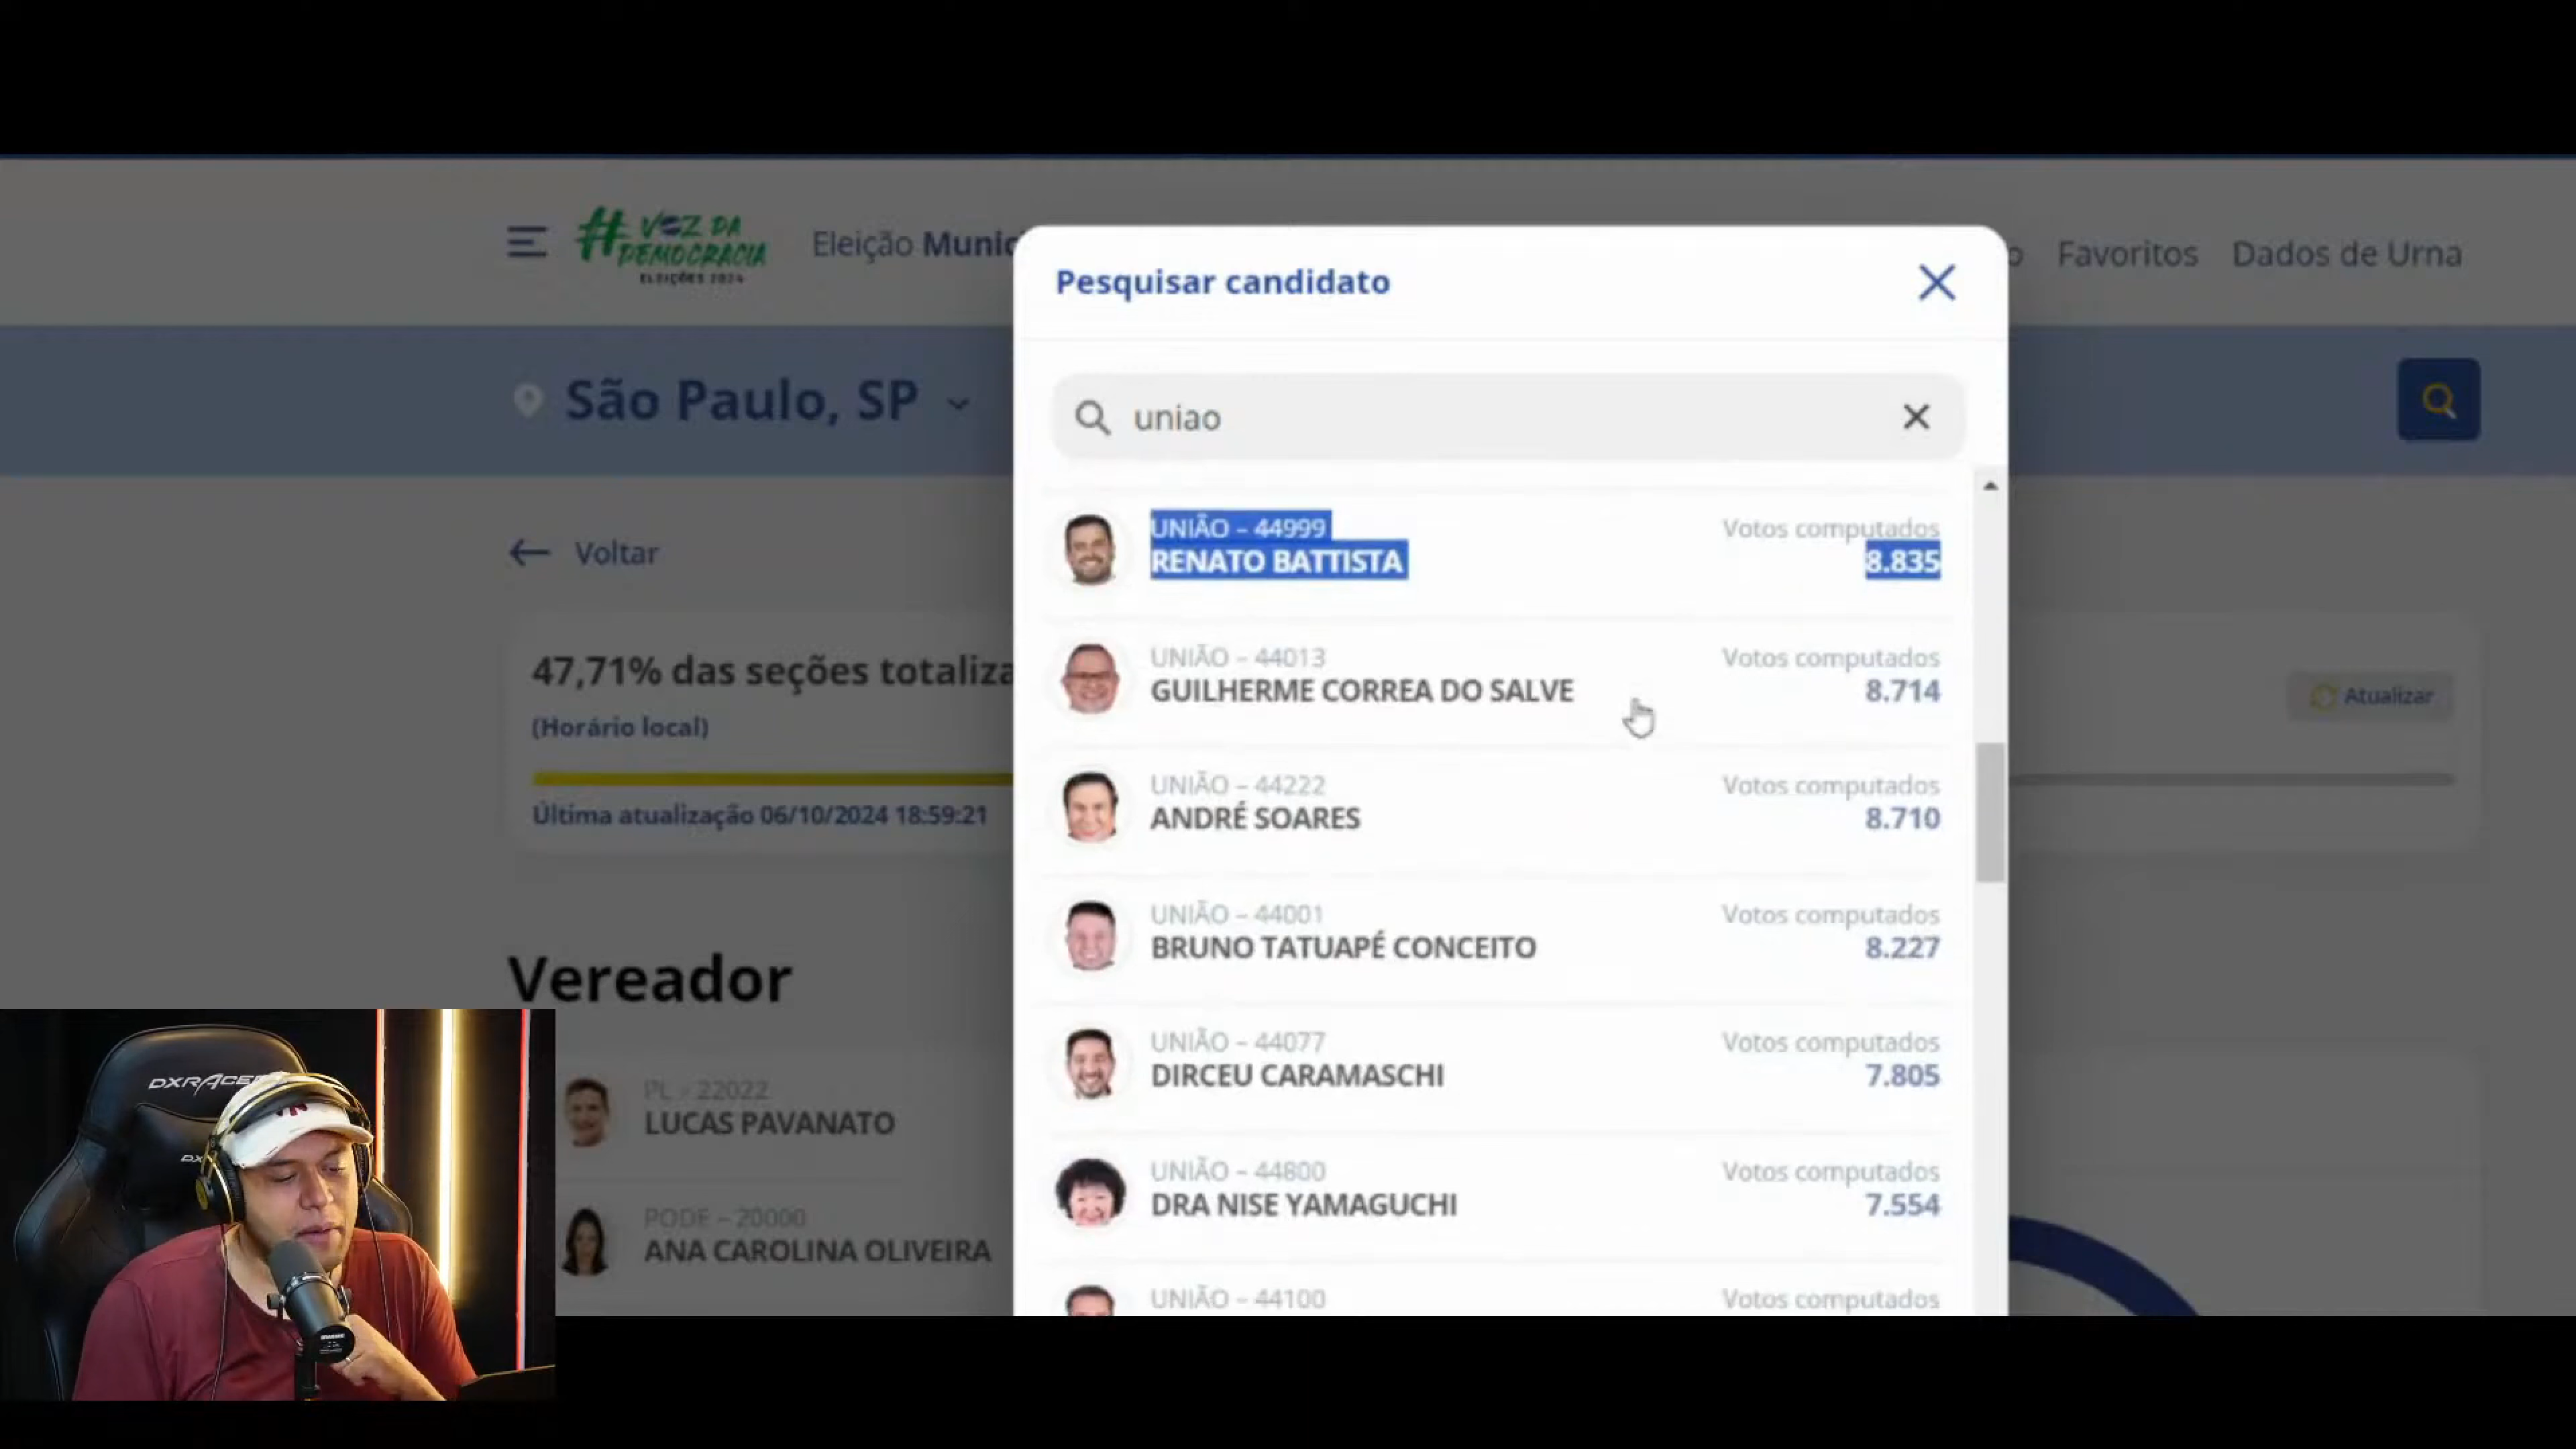 # VOZ DA
DEMOCRACIA
ELEIÇÕES 2024
Eleição Munic
Favoritos
Dados de Urna
São Paulo, SP
Voltar
47,71% das seções totaliza
(Horário local)
Última atualização 06/10/2024 18:59:21
Atualizar
Vereador
PL – 22022
LUCAS PAVANATO
PODE – 20000
ANA CAROLINA OLIVEIRA
Pesquisar candidato
uniao
UNIÃO – 44999
Votos computados
RENATO BATTISTA
8.835
UNIÃO – 44013
Votos computados
GUILHERME CORREA DO SALVE
8.714
UNIÃO – 44222
Votos computados
ANDRÉ SOARES
8.710
UNIÃO – 44001
Votos computados
BRUNO TATUAPÉ CONCEITO
8.227
UNIÃO – 44077
Votos computados
DIRCEU CARAMASCHI
7.805
UNIÃO – 44800
Votos computados
DRA NISE YAMAGUCHI
7.554
UNIÃO – 44100
Votos computados
DXRACER